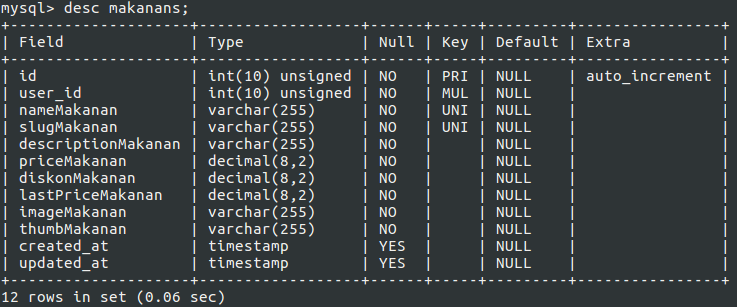 mysql> desc makanans;
+--------------------+------------------+------+-----+---------+----------------+
| Field              | Type             | Null | Key | Default | Extra          |
+--------------------+------------------+------+-----+---------+----------------+
| id                 | int(10) unsigned | NO   | PRI | NULL    | auto_increment |
| user_id            | int(10) unsigned | NO   | MUL | NULL    |                |
| nameMakanan        | varchar(255)     | NO   | UNI | NULL    |                |
| slugMakanan        | varchar(255)     | NO   | UNI | NULL    |                |
| descriptionMakanan | varchar(255)     | NO   |     | NULL    |                |
| priceMakanan       | decimal(8,2)     | NO   |     | NULL    |                |
| diskonMakanan      | decimal(8,2)     | NO   |     | NULL    |                |
| lastPriceMakanan   | decimal(8,2)     | NO   |     | NULL    |                |
| imageMakanan       | varchar(255)     | NO   |     | NULL    |                |
| thumbMakanan       | varchar(255)     | NO   |     | NULL    |                |
| created_at         | timestamp        | YES  |     | NULL    |                |
| updated_at         | timestamp        | YES  |     | NULL    |                |
+--------------------+------------------+------+-----+---------+----------------+
12 rows in set (0.06 sec)